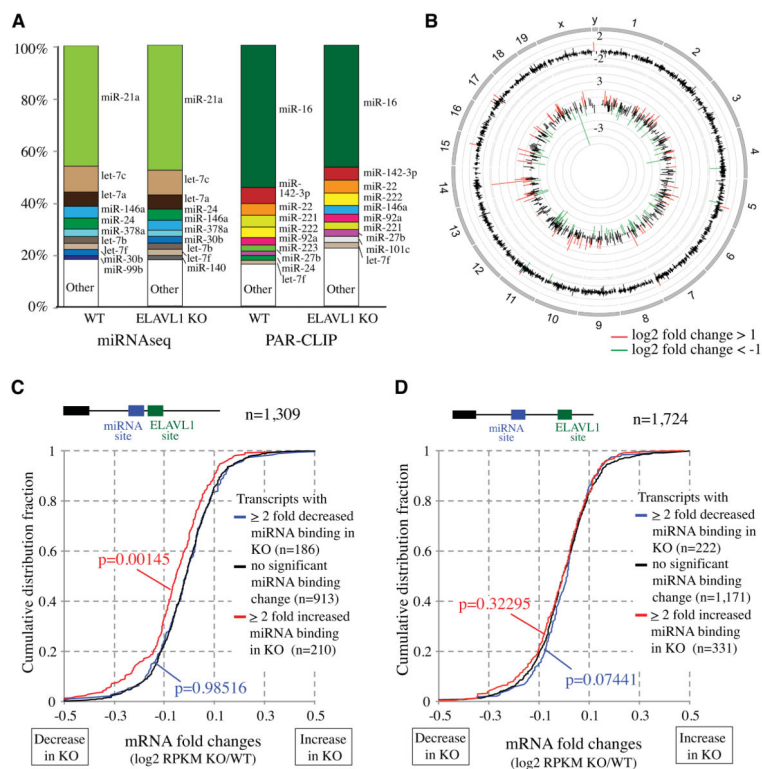 A
100%
80%
60%
40%
20%
0%
miR-21a
let-7c
let-7a
miR-146a
miR-24
miR-378a
let-7b
let-7f
miR-30b
miR-99b
Other
WT
miR-21a
let-7c
let-7a
miR-24
miR-146a
miR-378a
miR-30b
let-7b
let-7f
miR-140
Other
ELAVL1 KO
miRNAseq
miR-16
miR-
142-3p
miR-22
miR-221
miR-222
miR-92a
miR-223
miR-27b
miR-24
let-7f
Other
WT
miR-16
miR-142-3p
miR-22
miR-222
miR-146a
miR-92a
miR-221
miR-27b
miR-101c
let-7f
Other
ELAVL1 KO
PAR-CLIP
B
x
y
1
2
3
4
5
6
7
8
9
10
11
12
13
14
15
16
17
18
19
2
-2
3
-3
log2 fold change > 1
log2 fold change < -1
C
n=1,309
miRNA
site
ELAVL1
site
Cumulative distribution fraction
1
0.8
0.6
0.4
0.2
0
Transcripts with
≥ 2 fold decreased
miRNA binding in
KO (n=186)
no significant
miRNA binding
change (n=913)
≥ 2 fold increased
miRNA binding
in KO (n=210)
p=0.00145
p=0.98516
-0.5
-0.3
-0.1
0.1
0.3
0.5
Decrease
in KO
mRNA fold changes
(log2 RPKM KO/WT)
Increase
in KO
D
n=1,724
miRNA
site
ELAVL1
site
Cumulative distribution fraction
1
0.8
0.6
0.4
0.2
0
Transcripts with
≥ 2 fold decreased
miRNA binding in
KO (n=222)
no significant
miRNA binding
change (n=1,171)
≥ 2 fold increased
miRNA binding
in KO (n=331)
p=0.32295
p=0.07441
-0.5
-0.3
-0.1
0.1
0.3
0.5
Decrease
in KO
mRNA fold changes
(log2 RPKM KO/WT)
Increase
in KO